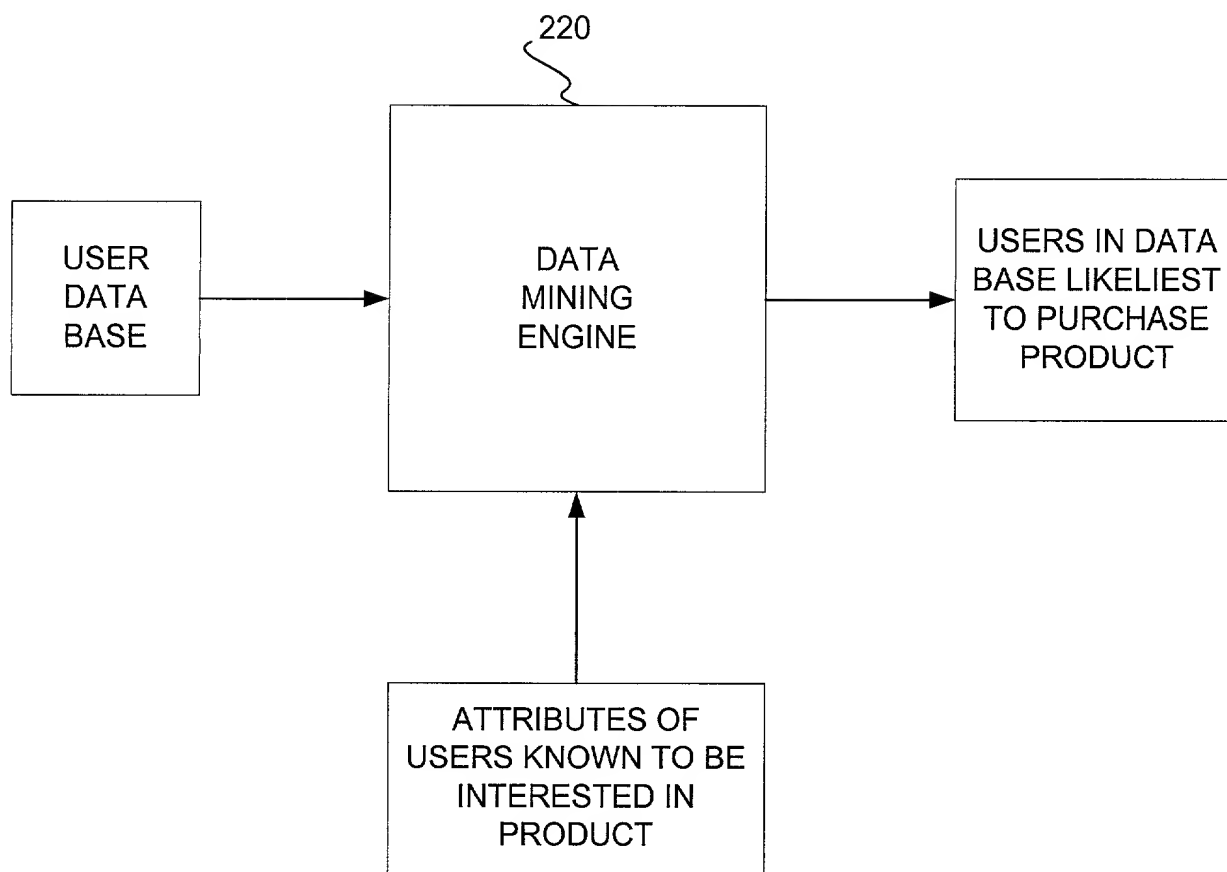 220
USER
DATA
BASE
DATA
MINING
ENGINE
USERS IN DATA
BASE LIKELIEST
TO PURCHASE
PRODUCT
ATTRIBUTES OF
USERS KNOWN TO BE
INTERESTED IN
PRODUCT